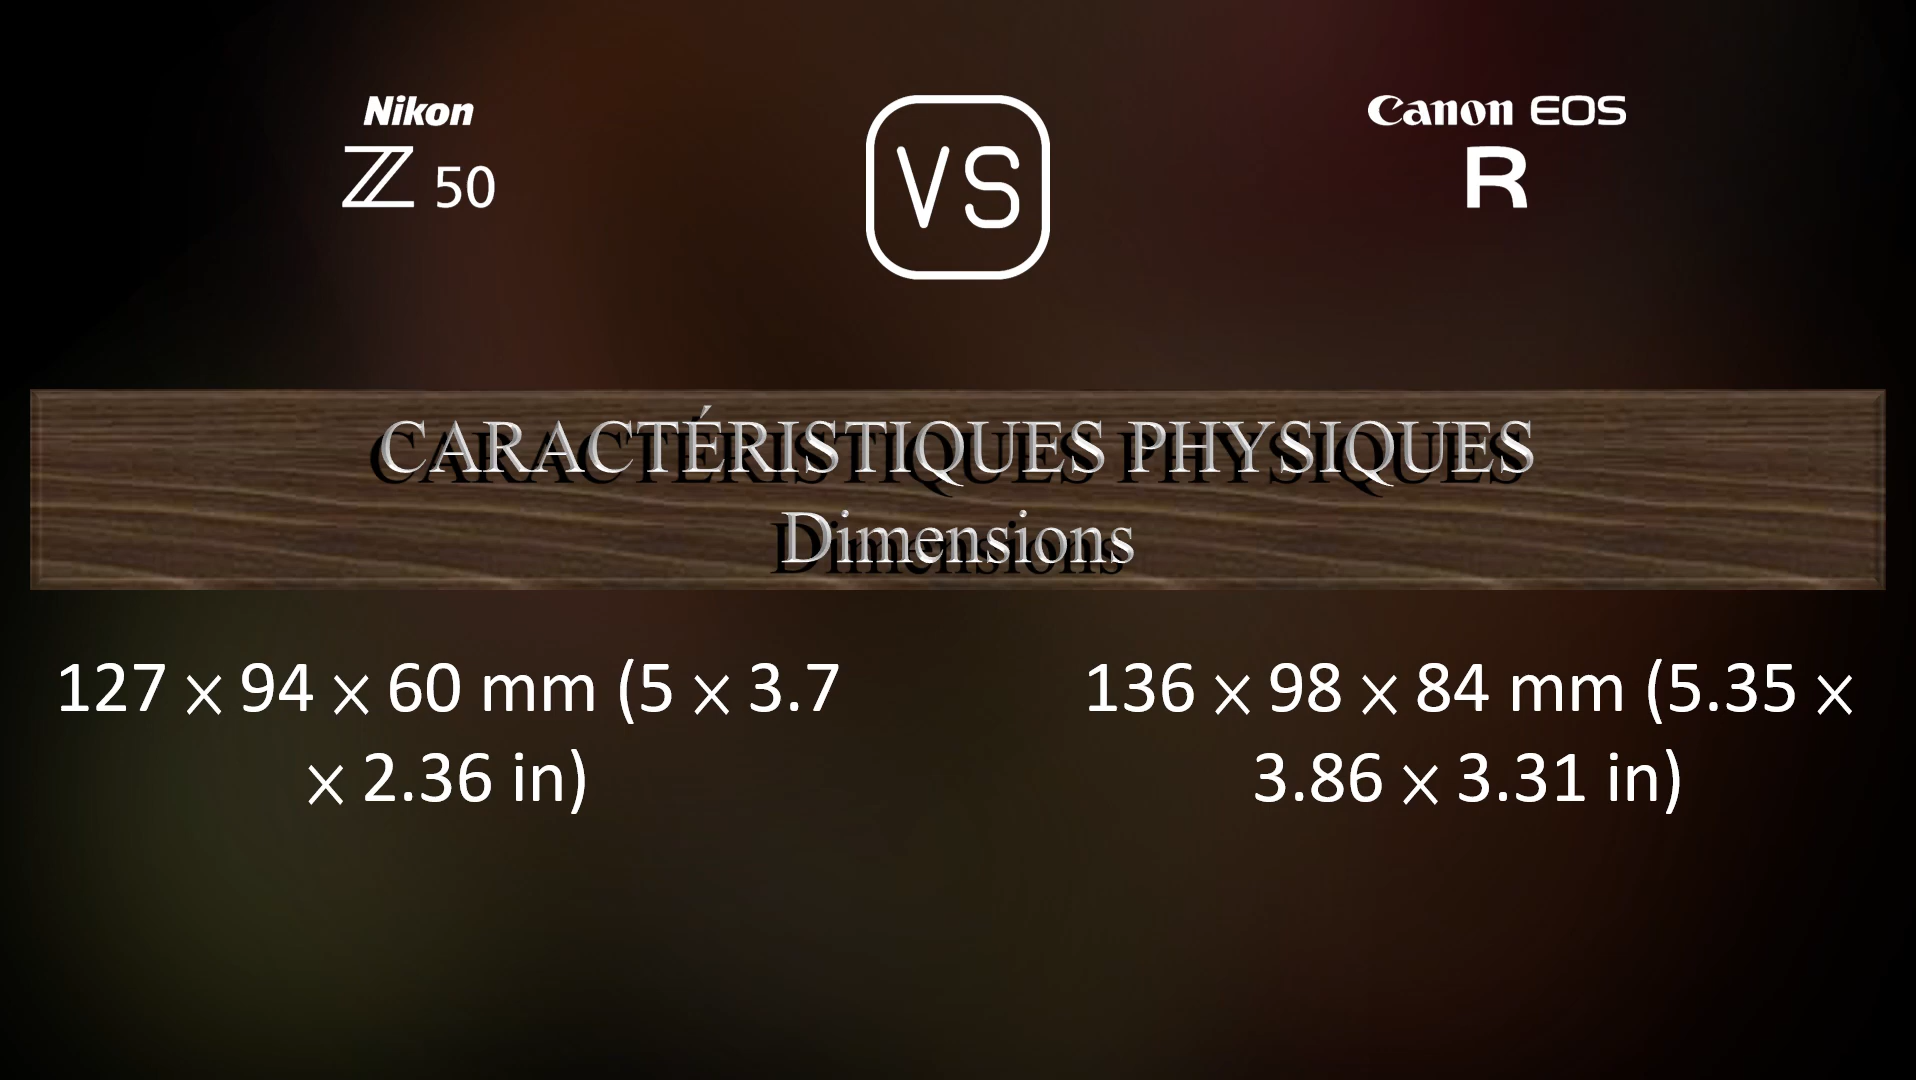 Nikon
Z 50
VS
Canon EOS
R
CARACTÉRISTIQUES PHYSIQUES
Dimensions
127 x 94 x 60 mm (5 x 3.7
x 2.36 in)
136 x 98 x 84 mm (5.35 x
3.86 x 3.31 in)